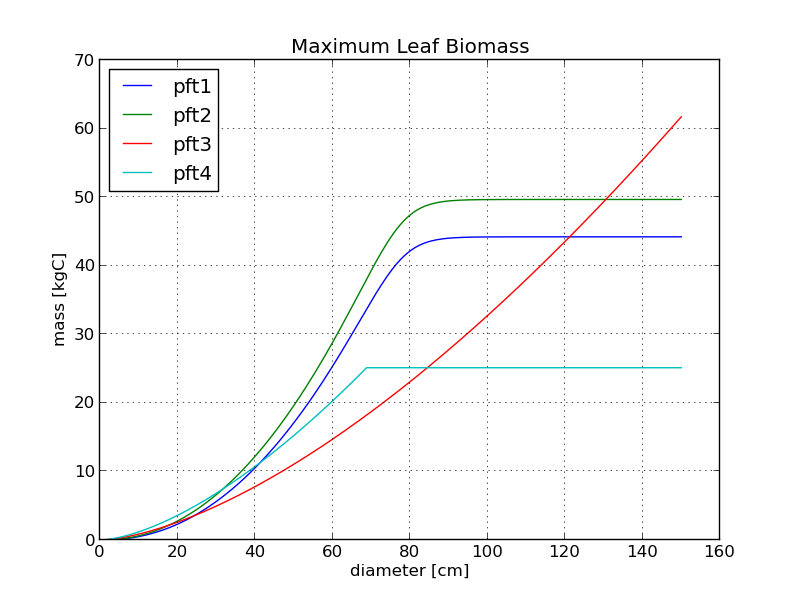 Maximum Leaf Biomass
70
60
50
40
30
20
10
0
mass [kgC]
pft1
pft2
pft3
pft4
0 20 40 60 80 100 120 140 160
diameter [cm]